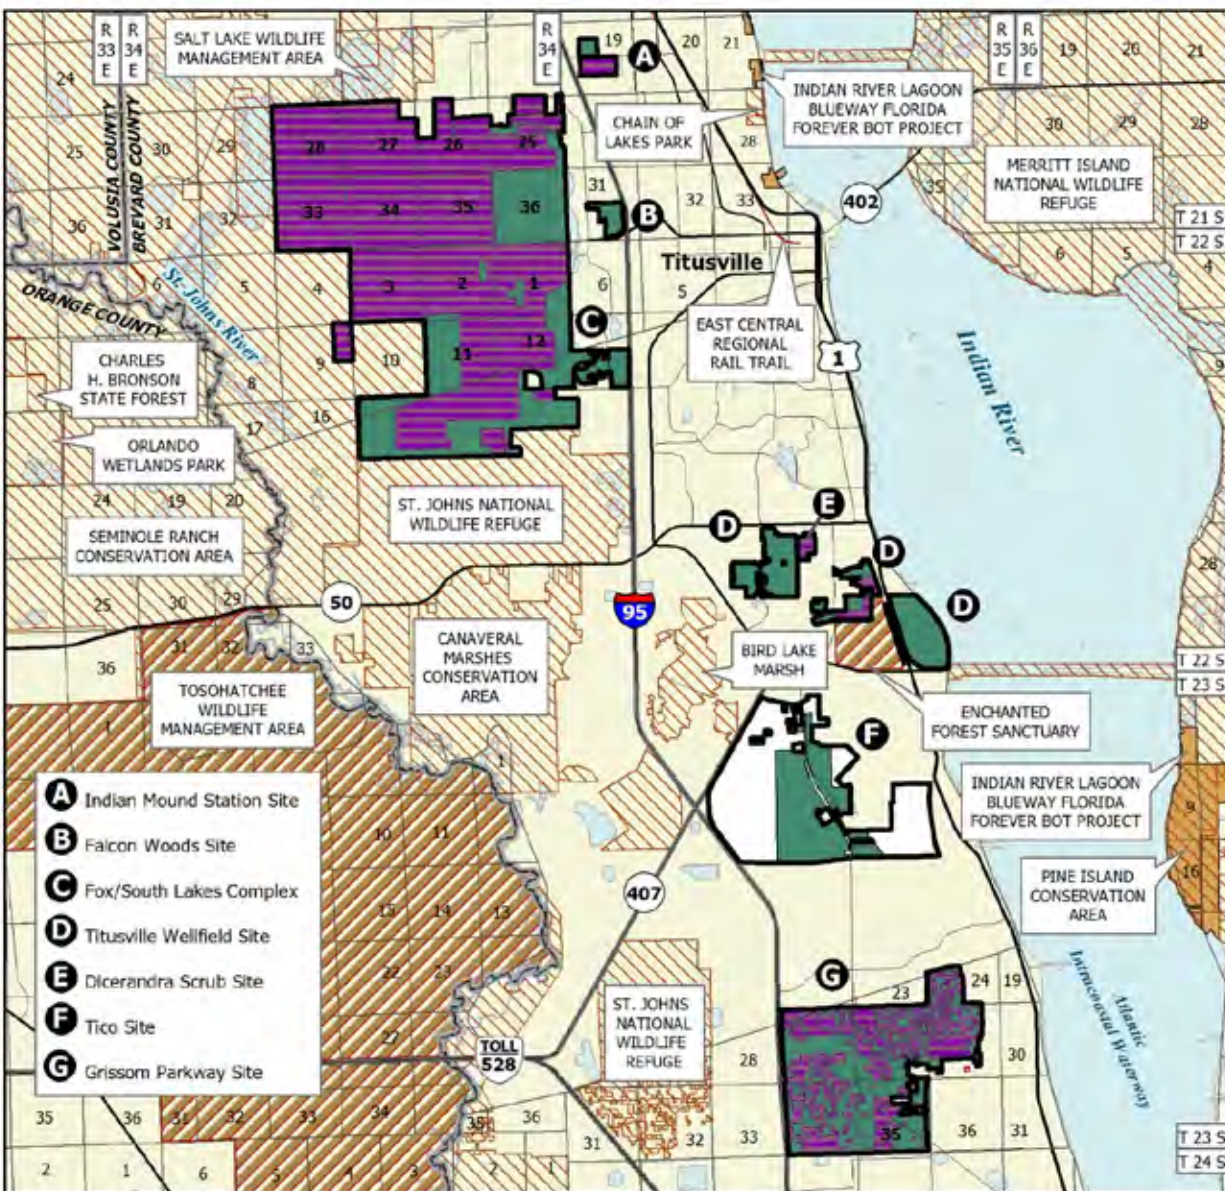 R
33
E
R
34
E
SALT LAKE WILDLIFE
MANAGEMENT AREA
R
34
E
19
A
20
21
R
35
E
R
36
E
19
20
21
24
INDIAN RIVER LAGOON
BLUEWAY FLORIDA
FOREVER BOT PROJECT
CHAIN OF
LAKES PARK
28
30
29
28
25
30
29
28
27
26
25
MERRITT ISLAND
NATIONAL WILDLIFE
REFUGE
VOLUSIA COUNTY
BREVARD COUNTY
36
31
32
33
34
35
36
31
B
32
33
402
35
T 21 S
T 22 S
Titusville
6
5
4
ORANGE COUNTY
St. Johns River
6
5
4
3
2
1
6
5
C
EAST CENTRAL
REGIONAL
RAIL TRAIL
1
Indian River
CHARLES
H. BRONSON
STATE FOREST
8
9
10
11
12
9
ORLANDO
WETLANDS PARK
17
16
24
19
20
ST. JOHNS NATIONAL
WILDLIFE REFUGE
SEMINOLE RANCH
CONSERVATION AREA
D
E
D
D
28
25
30
29
50
95
36
31
32
33
CANAVERAL
MARSHES
CONSERVATION
AREA
BIRD LAKE
MARSH
T 22 S
T 23 S
TOSOHATCHEE
WILDLIFE
MANAGEMENT AREA
ENCHANTED
FOREST SANCTUARY
F
1
1
INDIAN RIVER LAGOON
BLUEWAY FLORIDA
FOREVER BOT PROJECT
9
A Indian Mound Station Site
B Falcon Woods Site
C Fox/South Lakes Complex
D Titusville Wellfield Site
E Dicerandra Scrub Site
F Tico Site
G Grissom Parkway Site
10
11
15
14
13
22
23
27
407
PINE ISLAND
CONSERVATION
AREA
16
G
23
24
19
Atlantic
Intracoastal Waterway
ST. JOHNS
NATIONAL
WILDLIFE
REFUGE
TOLL
528
28
30
35
36
31
32
33
34
35
36
31
32
33
35
36
31
T 23 S
T 24 S
2
1
6
5
4
3
2
1